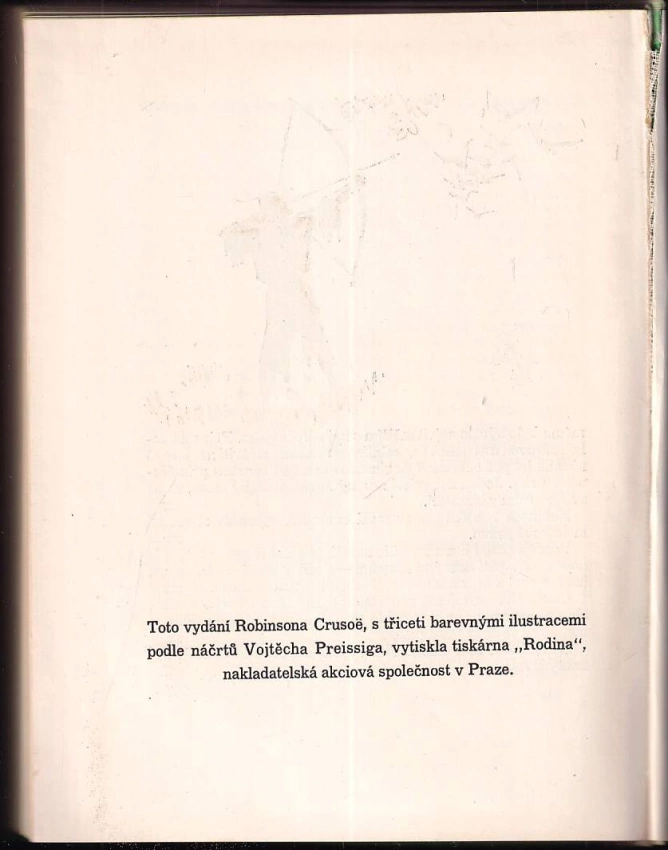 Toto vydání Robinsona Crusoë, s třiceti barevnými ilustracemi
podle náčrtů Vojtěcha Preissiga, vytiskla tiskárna „Rodina“,
nakladatelská akciová společnost v Praze.